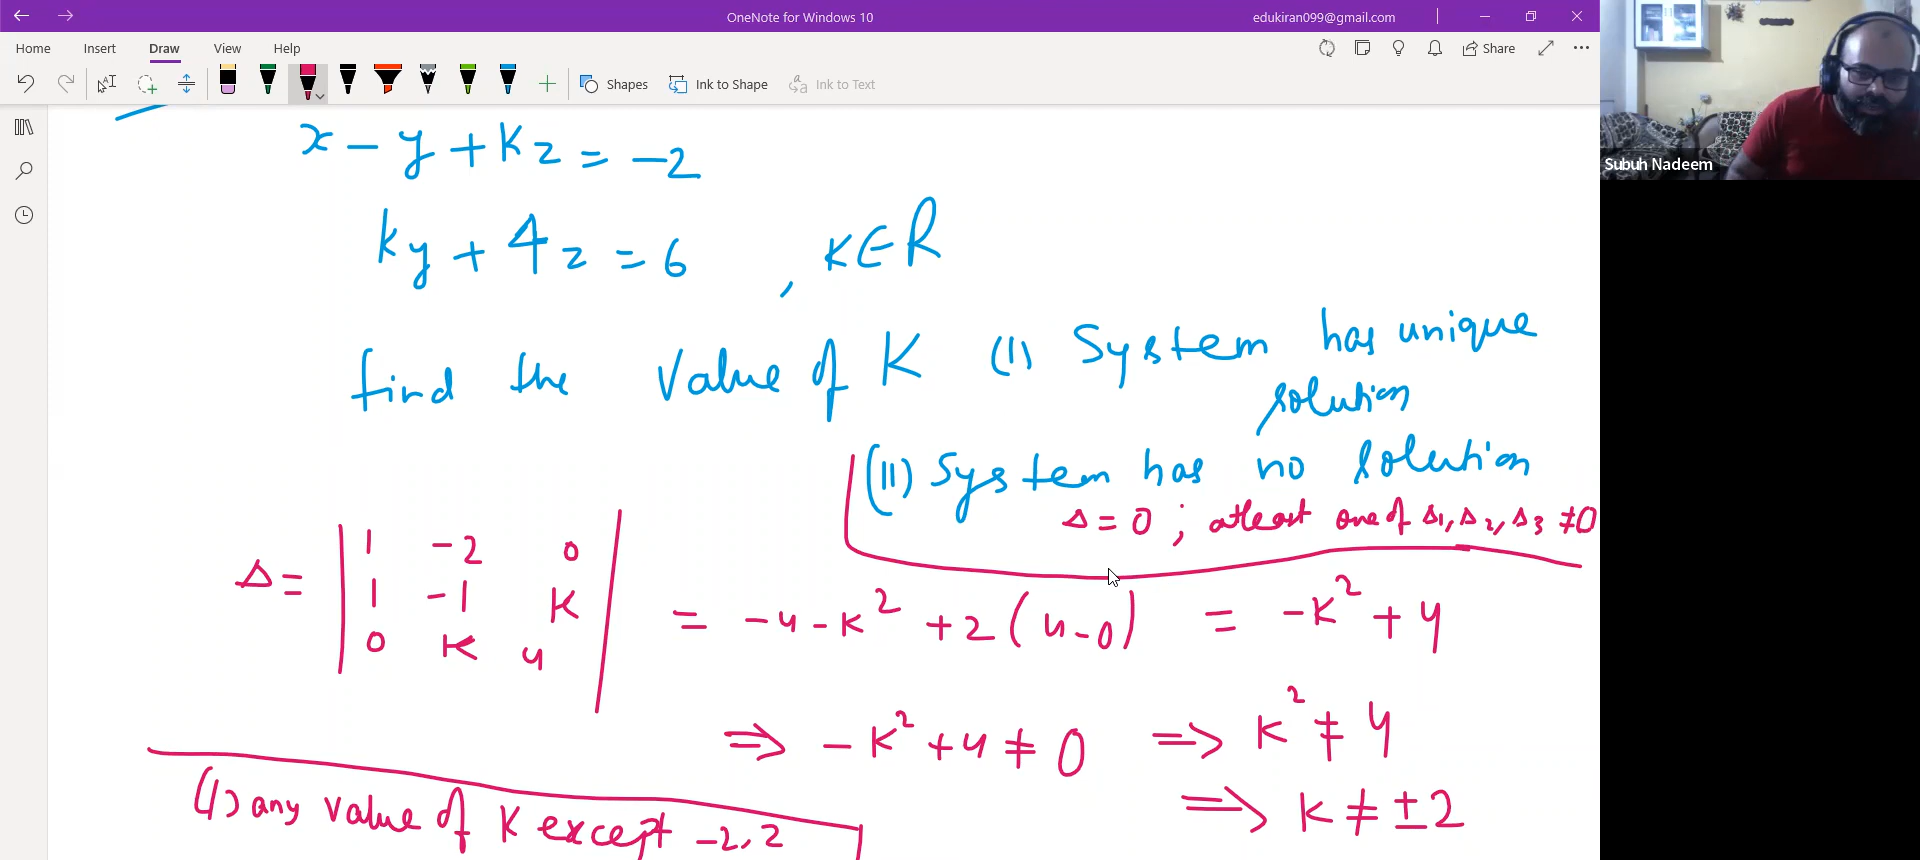 OneNote for Windows 10
edukiran099@gmail.com
Home Insert Draw View Help
Share
Shapes Ink to Shape Ink to Text
Subuh Nadeem
x - y + Kz = -2
ky + 4z = 6 , K∈R
find the value of K (I) System has unique
solution
(II) System has no solution
Δ = 0 ; atleast one of Δ1, Δ2, Δ3 ≠0
Δ = | 1 -2 0
1 -1 K
0 K 4 | = -4 - K² + 2(4-0) = -K² + 4
⇒ -K² + 4 ≠ 0 ⇒ K² ≠ 4
⇒ K ≠ ±2
(I) any value of K except -2, 2